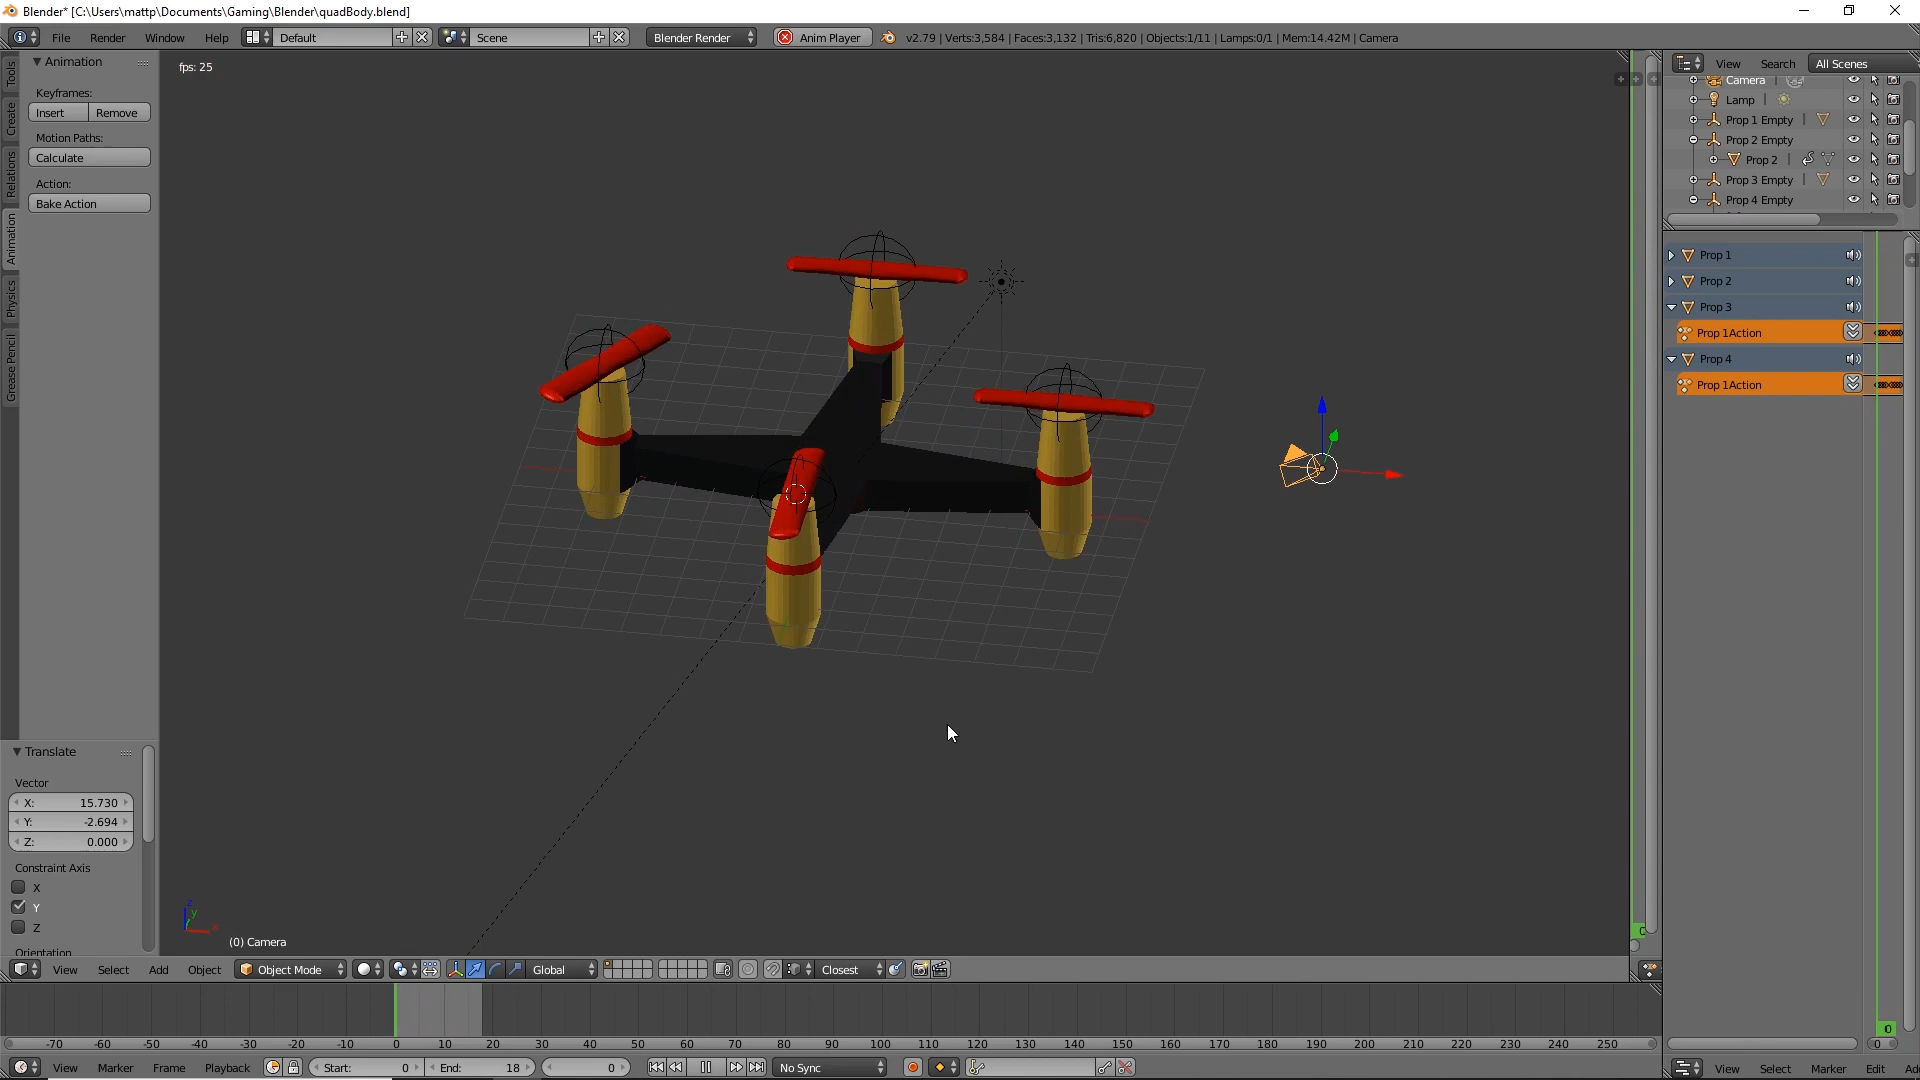 Blender* [C:\Users\mattp\Documents\Gaming\Blender\quadBody.blend]
File Render Window Help Default Scene Blender Render Anim Player v2.79 | Verts:3,584 | Faces:3,132 | Tris:6,820 | Objects:1/11 | Lamps:0/1 | Mem:14.42M | Camera
Tools
Create
Relations
Animation
Physics
Grease Pencil
Animation
Keyframes:
Insert Remove
Motion Paths:
Calculate
Action:
Bake Action
fps: 25
View Search All Scenes
Camera
Lamp
Prop 1 Empty
Prop 2 Empty
Prop 2
Prop 3 Empty
Prop 4 Empty
Prop 1
Prop 2
Prop 3
Prop 1Action
Prop 4
Prop 1Action
Translate
Vector
X: 15.730
Y: -2.694
Z: 0.000
Constraint Axis
X
Y
Z
Orientation
z
y
x
(0) Camera
View Select Add Object Object Mode Global Closest
0
-70 -60 -50 -40 -30 -20 -10 0 10 20 30 40 50 60 70 80 90 100 110 120 130 140 150 160 170 180 190 200 210 220 230 240 250
0
View Marker Frame Playback Start: 0 End: 18 0 No Sync
View Select Marker Edit